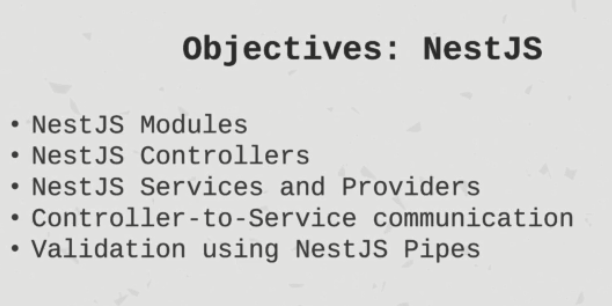 Objectives: NestJS
• NestJS Modules
• NestJS Controllers
• NestJS Services and Providers
• Controller-to-Service communication
• Validation using NestJS Pipes